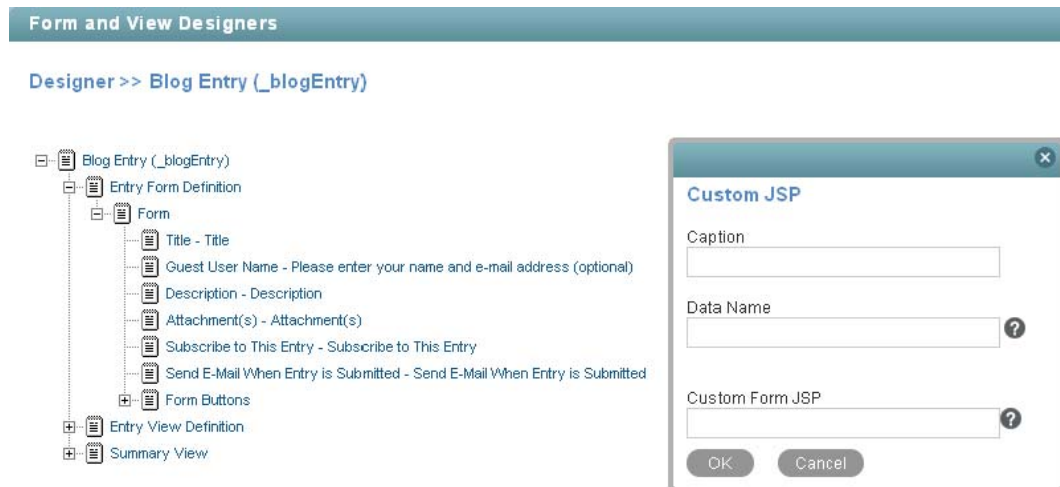 Form and View Designers
Designer >> Blog Entry (_blogEntry)
Blog Entry (_blogEntry)
Entry Form Definition
Form
Title - Title
Guest User Name - Please enter your name and e-mail address (optional)
Description - Description
Attachment(s) - Attachment(s)
Subscribe to This Entry - Subscribe to This Entry
Send E-Mail When Entry is Submitted - Send E-Mail When Entry is Submitted
Form Buttons
Entry View Definition
Summary View
Custom JSP
Caption
Data Name
?
Custom Form JSP
?
OK
Cancel